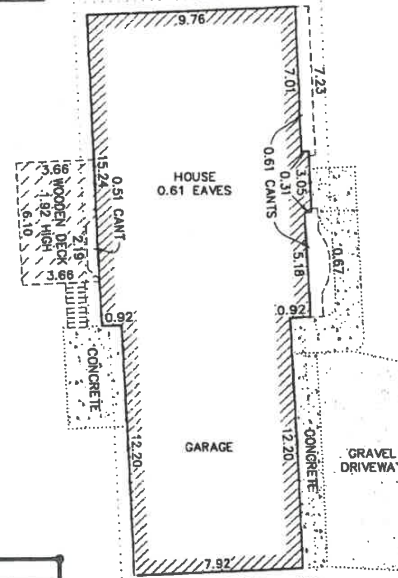 9.76
7.01
7.23
HOUSE
0.61 EAVES
15.24
0.51 CANT
3.05
0.31
0.61 CANTS
5.18
0.67
3.66
WOODEN DECK
1.92 HIGH
6.10
2.19
3.66
0.92
0.92
CONCRETE
12.20
GARAGE
12.20
CONCRETE
GRAVEL
DRIVEWAY
7.92